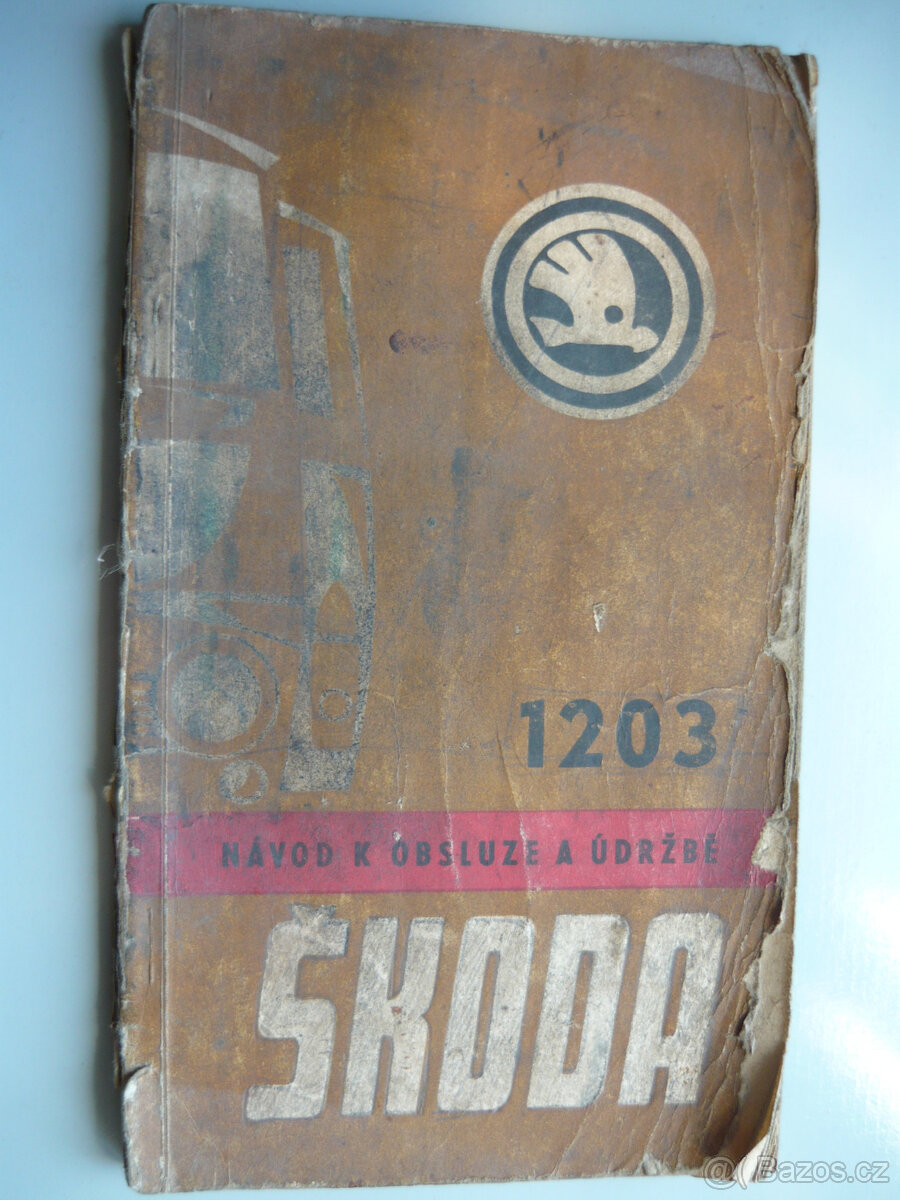 1203
NÁVOD K OBSLUZE A ÚDRŽBĚ
ŠKODA
@( Bazos.cz